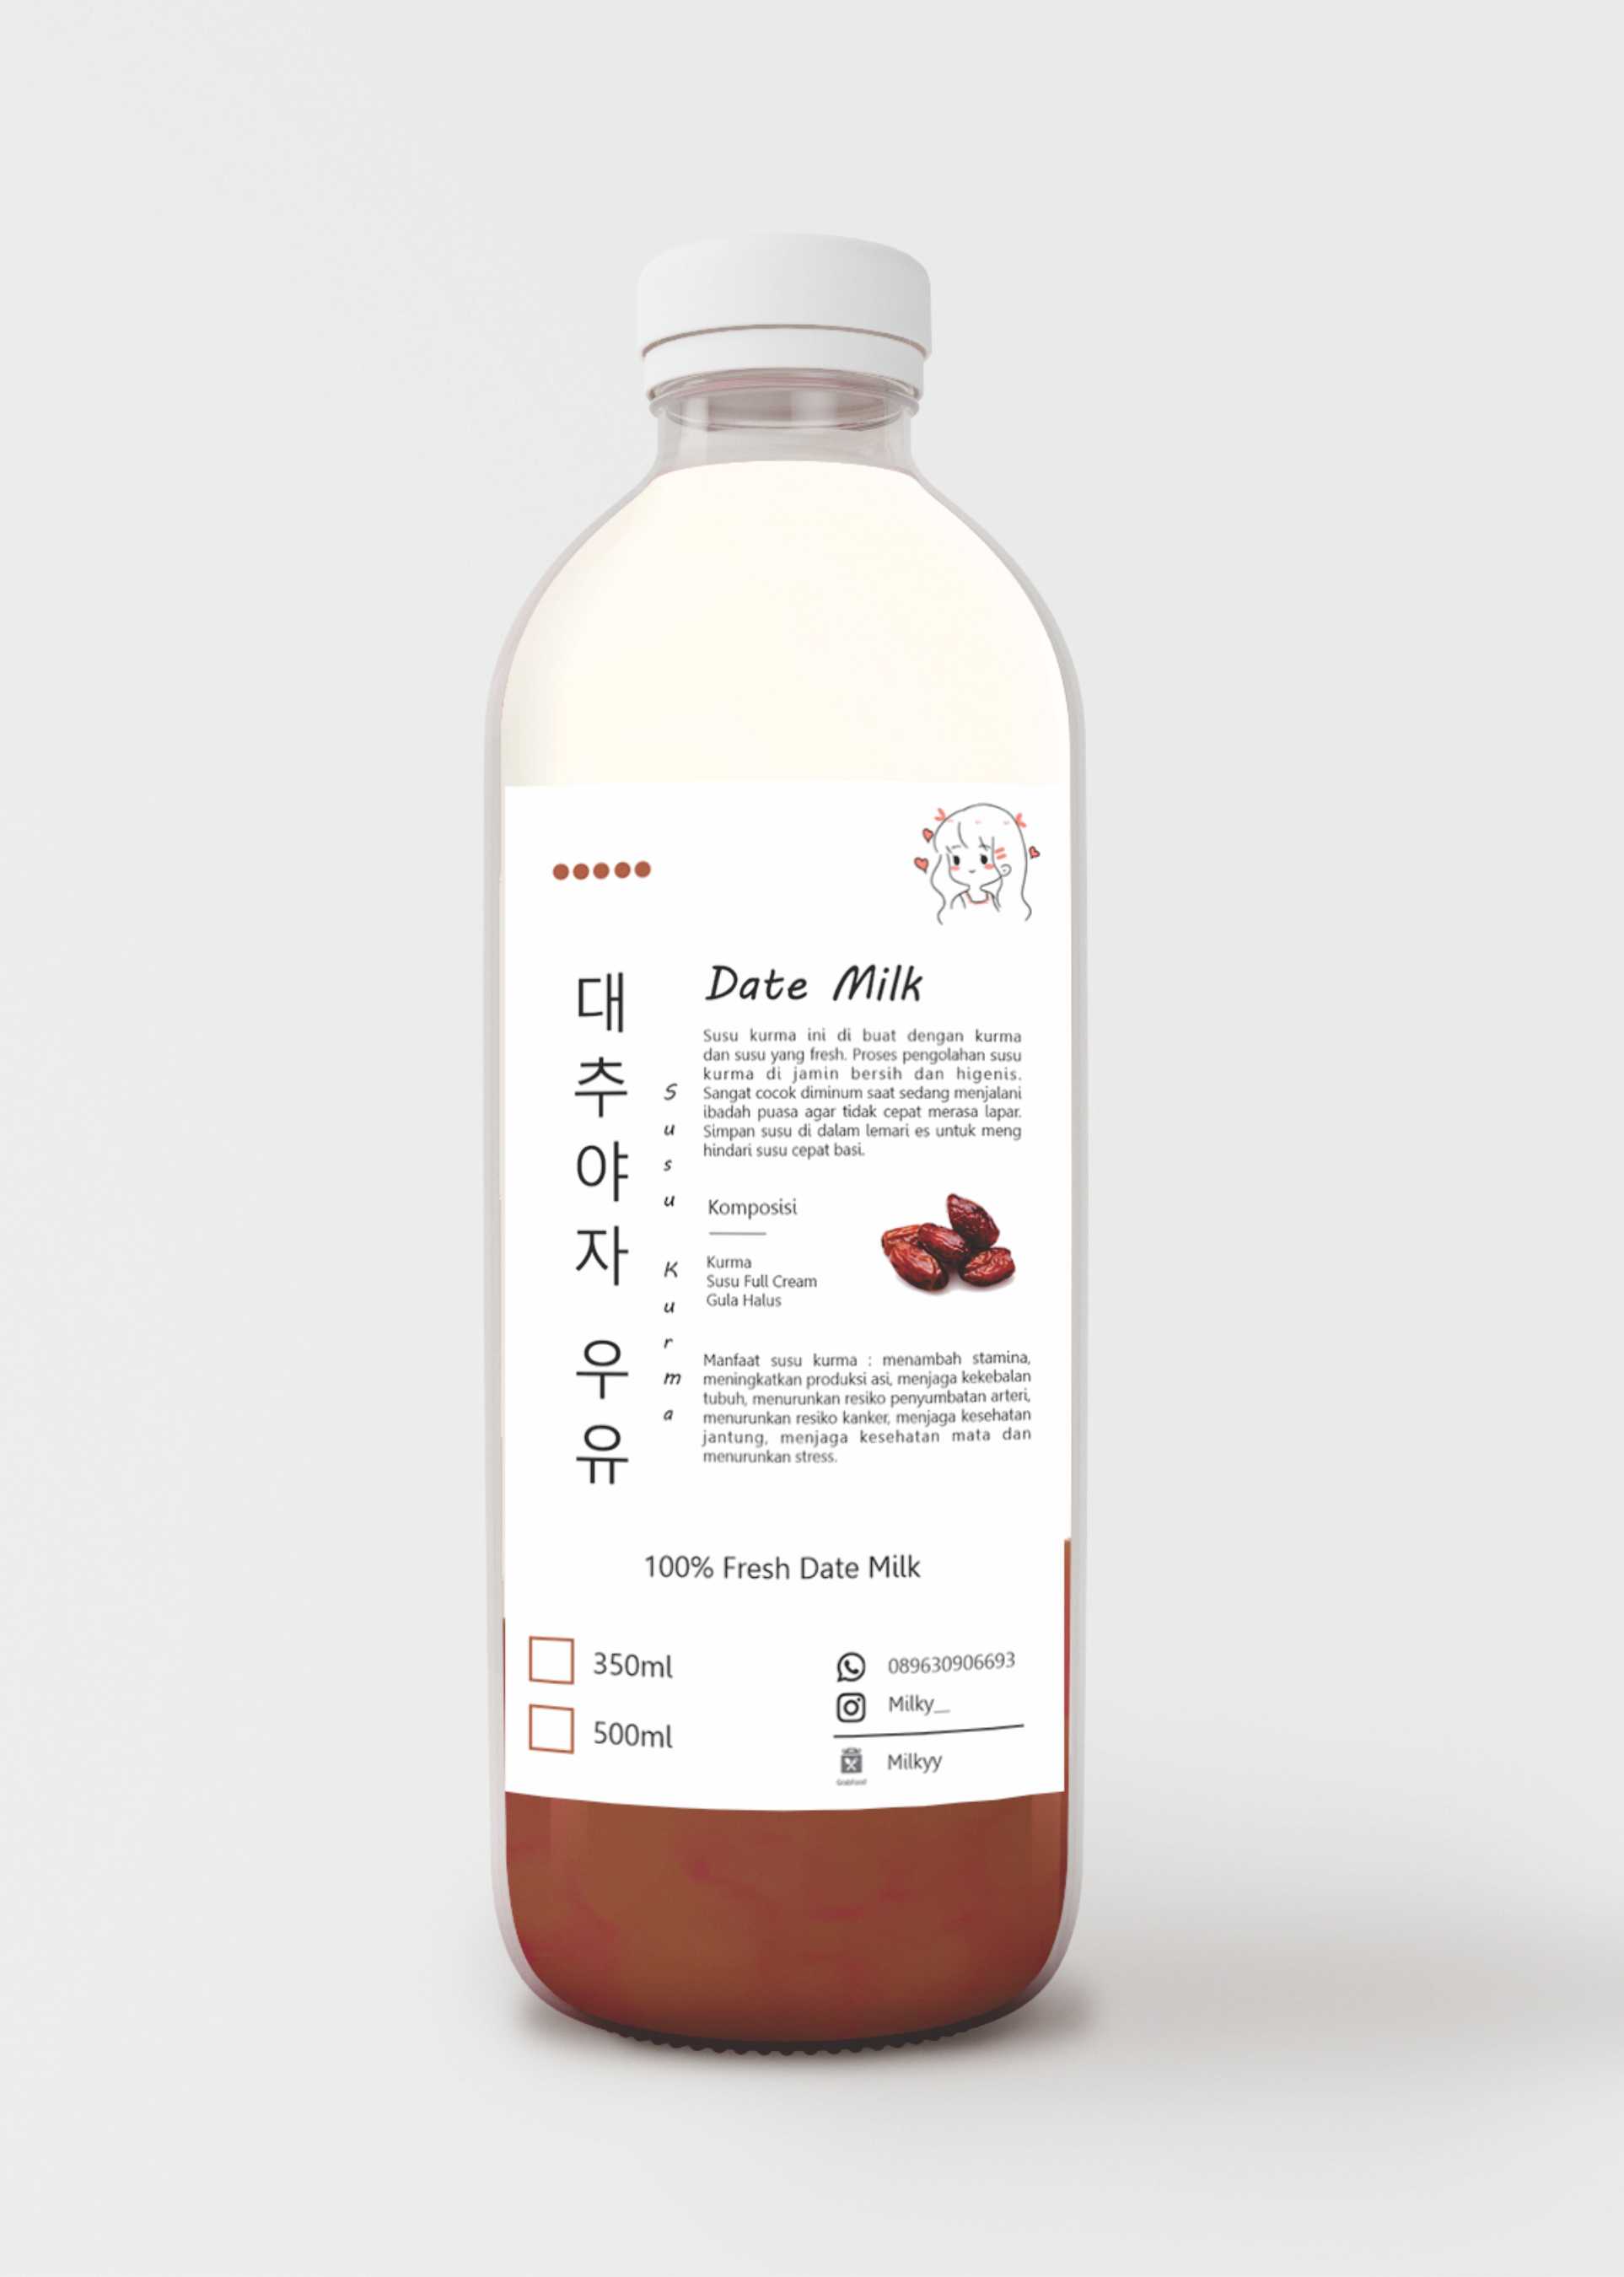 대추야자 우유
Susu Kurma
Date Milk
Susu kurma ini di buat dengan kurma
dan susu yang fresh. Proses pengolahan susu
kurma di jamin bersih dan higenis.
Sangat cocok diminum saat sedang menjalani
ibadah puasa agar tidak cepat merasa lapar.
Simpan susu di dalam lemari es untuk meng
hindari susu cepat basi.
Komposisi
Kurma
Susu Full Cream
Gula Halus
Manfaat susu kurma : menambah stamina,
meningkatkan produksi asi, menjaga kekebalan
tubuh, menurunkan resiko penyumbatan arteri,
menurunkan resiko kanker, menjaga kesehatan
jantung, menjaga kesehatan mata dan
menurunkan stress.
100% Fresh Date Milk
350ml
500ml
089630906693
Milky__
Milkyy
GrabFood